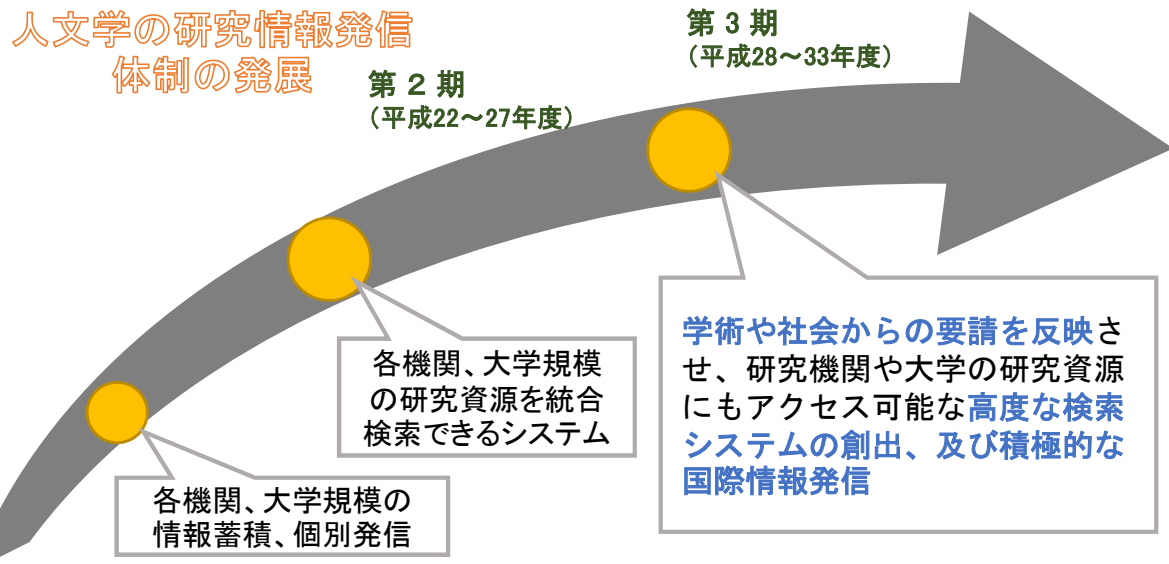 人文学の研究情報発信
体制の発展
第２期
（平成22～27年度）
第３期
（平成28～33年度）
各機関、大学規模の
情報蓄積、個別発信
各機関、大学規模
の研究資源を統合
検索できるシステム
学術や社会からの要請を反映さ
せ、研究機関や大学の研究資源
にもアクセス可能な高度な検索
システムの創出、及び積極的な
国際情報発信